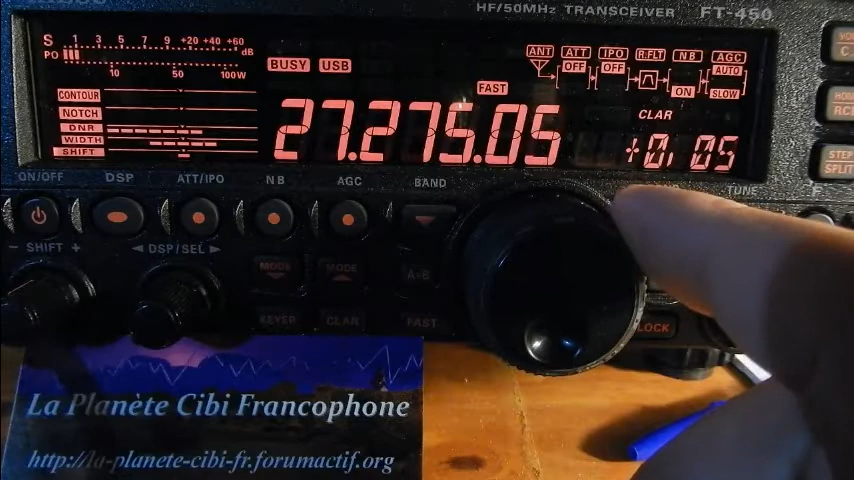 HF/50MHz TRANSCEIVER FT-450
S 1 3 5 7 9 +20 +40 +60 dB
PO
10 50 100W
BUSY USB
FAST
ANT ATT IPO R.FLT NB AGC
OFF OFF AUTO
ON SLOW
CLAR
CONTOUR
NOTCH
DNR
WIDTH
SHIFT
27.275.05
+0.05
ON/OFF DSP ATT/IPO NB AGC BAND TUNE
STEP
SPLIT
- SHIFT + ◄ DSP/SEL ►
MODE MODE A▸B
KEYER CLAR FAST
LOCK
La Planète Cibi Francophone
http://la-planete-cibi-fr.forumactif.org